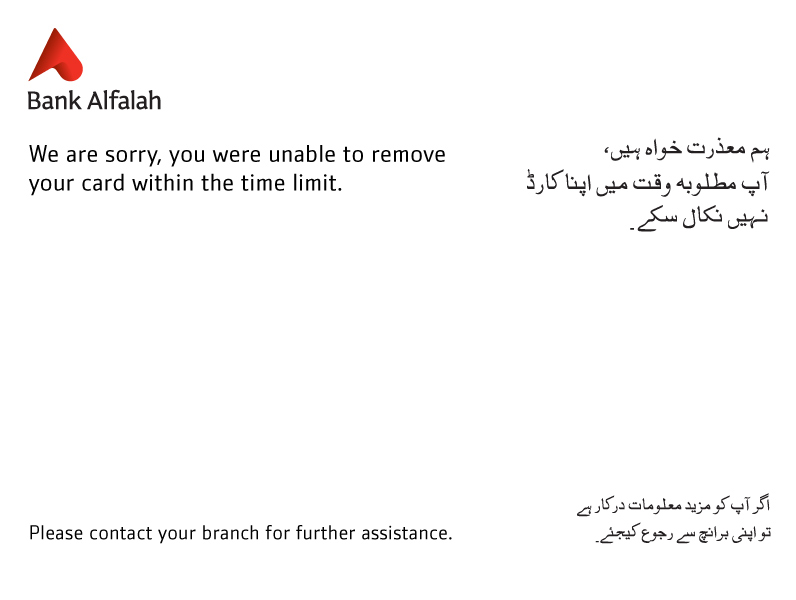 Bank Alfalah
We are sorry, you were unable to remove
your card within the time limit.
ہم معذرت خواہ ہیں،
آپ مطلوبہ وقت میں اپنا کارڈ
نہیں نکال سکے۔
Please contact your branch for further assistance.
اگر آپ کو مزید معلومات درکار ہے
تو اپنی برانچ سے رجوع کیجئے۔